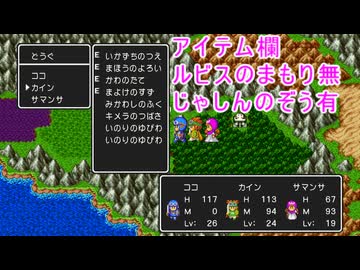 アイテム欄
ルビスのまもり無
じゃしんのぞう有
どうぐ
ココ
カイン
サマンサ
E いかずちのつえ
E まほうのよろい
E かわのたて
E まよけのすず
みかわしのふく
キメラのつばさ
いのりのゆびわ
いのりのゆびわ
ココ カイン サマンサ
H 117 H 113 H 67
M 0 M 94 M 93
Lv: 26 Lv: 24 Lv: 19